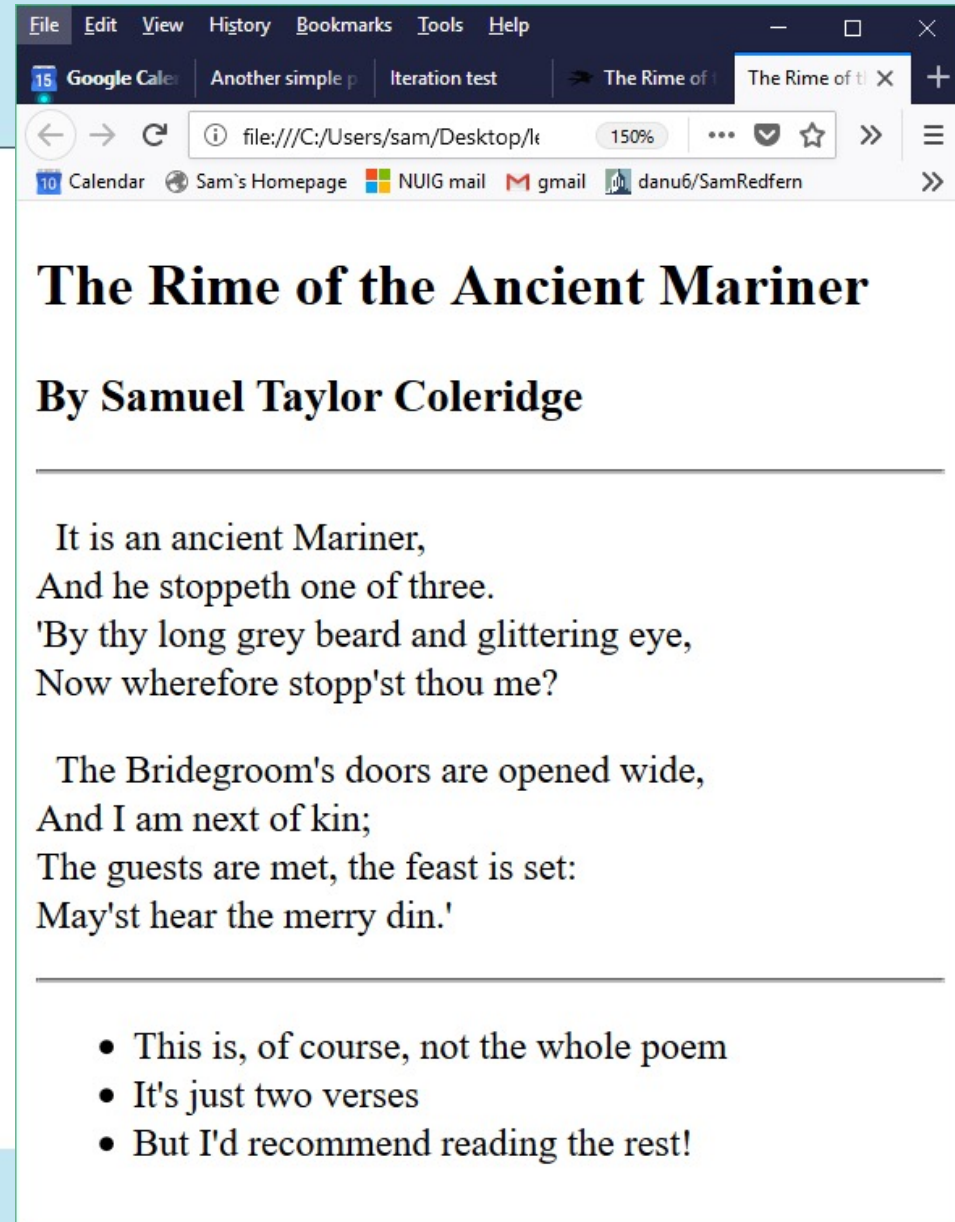 File Edit View History Bookmarks Tools Help
15 Google Cale Another simple p Iteration test The Rime of The Rime of t
file:///C:/Users/sam/Desktop/le 150%
10 Calendar Sam`s Homepage NUIG mail M gmail danu6/SamRedfern
The Rime of the Ancient Mariner
By Samuel Taylor Coleridge
It is an ancient Mariner,
And he stoppeth one of three.
'By thy long grey beard and glittering eye,
Now wherefore stopp'st thou me?
The Bridegroom's doors are opened wide,
And I am next of kin;
The guests are met, the feast is set:
May'st hear the merry din.'
• This is, of course, not the whole poem
• It's just two verses
• But I'd recommend reading the rest!